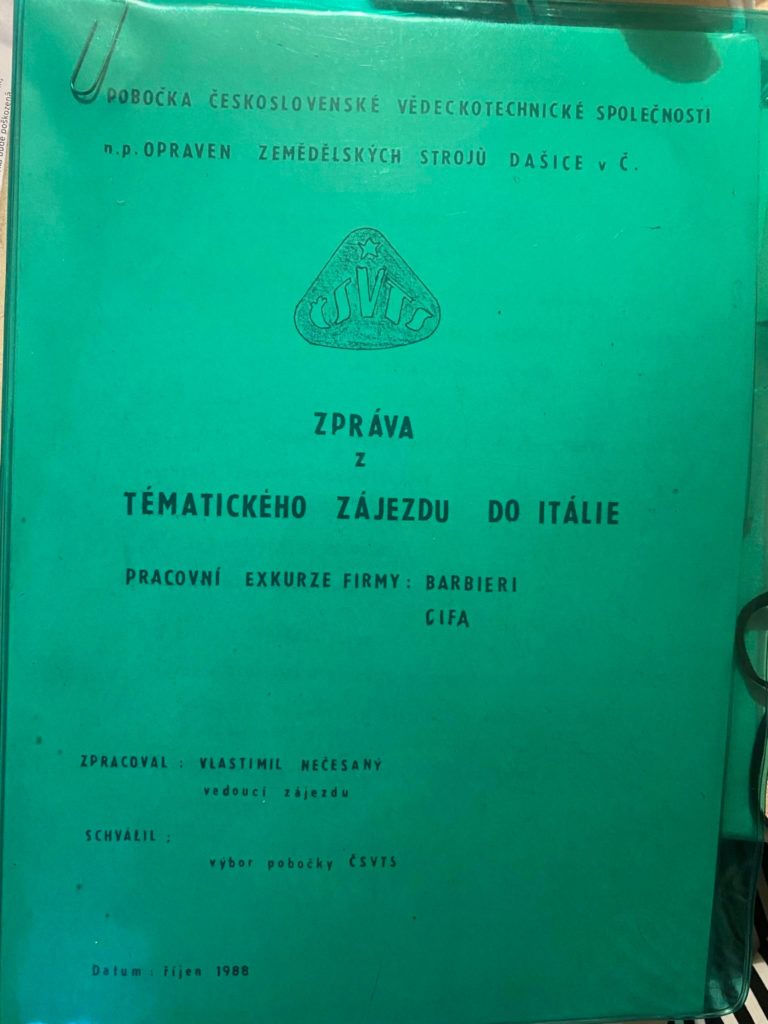 POBOČKA ČESKOSLOVENSKÉ VĚDECKOTECHNICKÉ SPOLEČNOSTI
n.p. OPRAVEN ZEMĚDĚLSKÝCH STROJŮ DAŠICE v Č.
ČSVTS
ZPRÁVA
z
TÉMATICKÉHO ZÁJEZDU DO ITÁLIE
PRACOVNÍ EXKURZE FIRMY: BARBIERI
CIFA
ZPRACOVAL: VLASTIMIL NEČESANÝ
vedoucí zájezdu
SCHVÁLIL:
výbor pobočky ČSVTS
Datum: říjen 1988